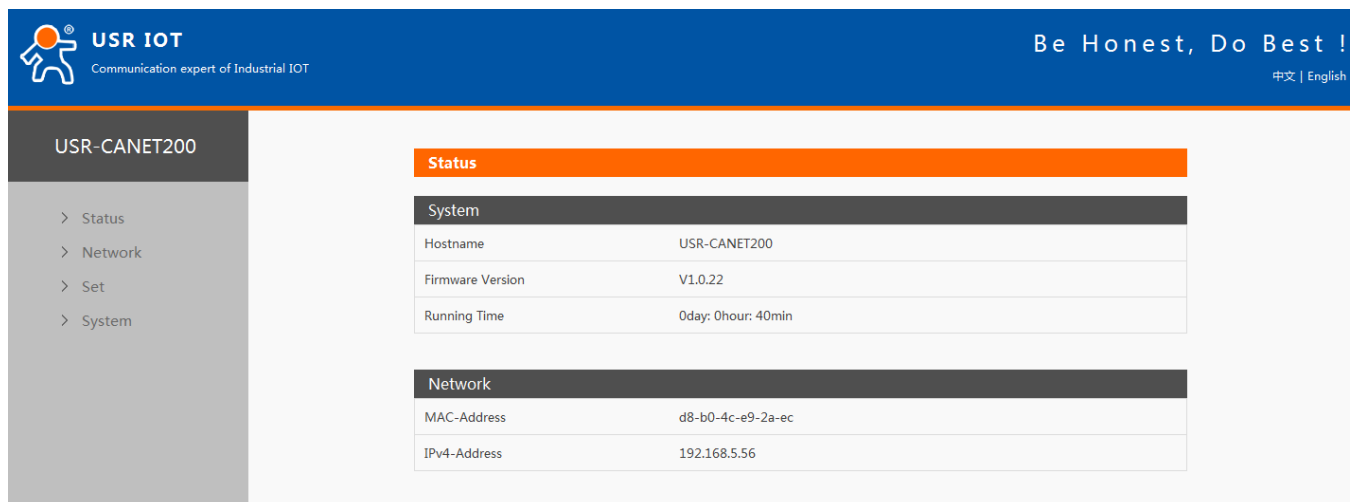 USR IOT
Communication expert of Industrial IOT
Be Honest, Do Best !
中文 | English
USR-CANET200
> Status
> Network
> Set
> System
Status
System
Hostname USR-CANET200
Firmware Version V1.0.22
Running Time 0day: 0hour: 40min
Network
MAC-Address d8-b0-4c-e9-2a-ec
IPv4-Address 192.168.5.56